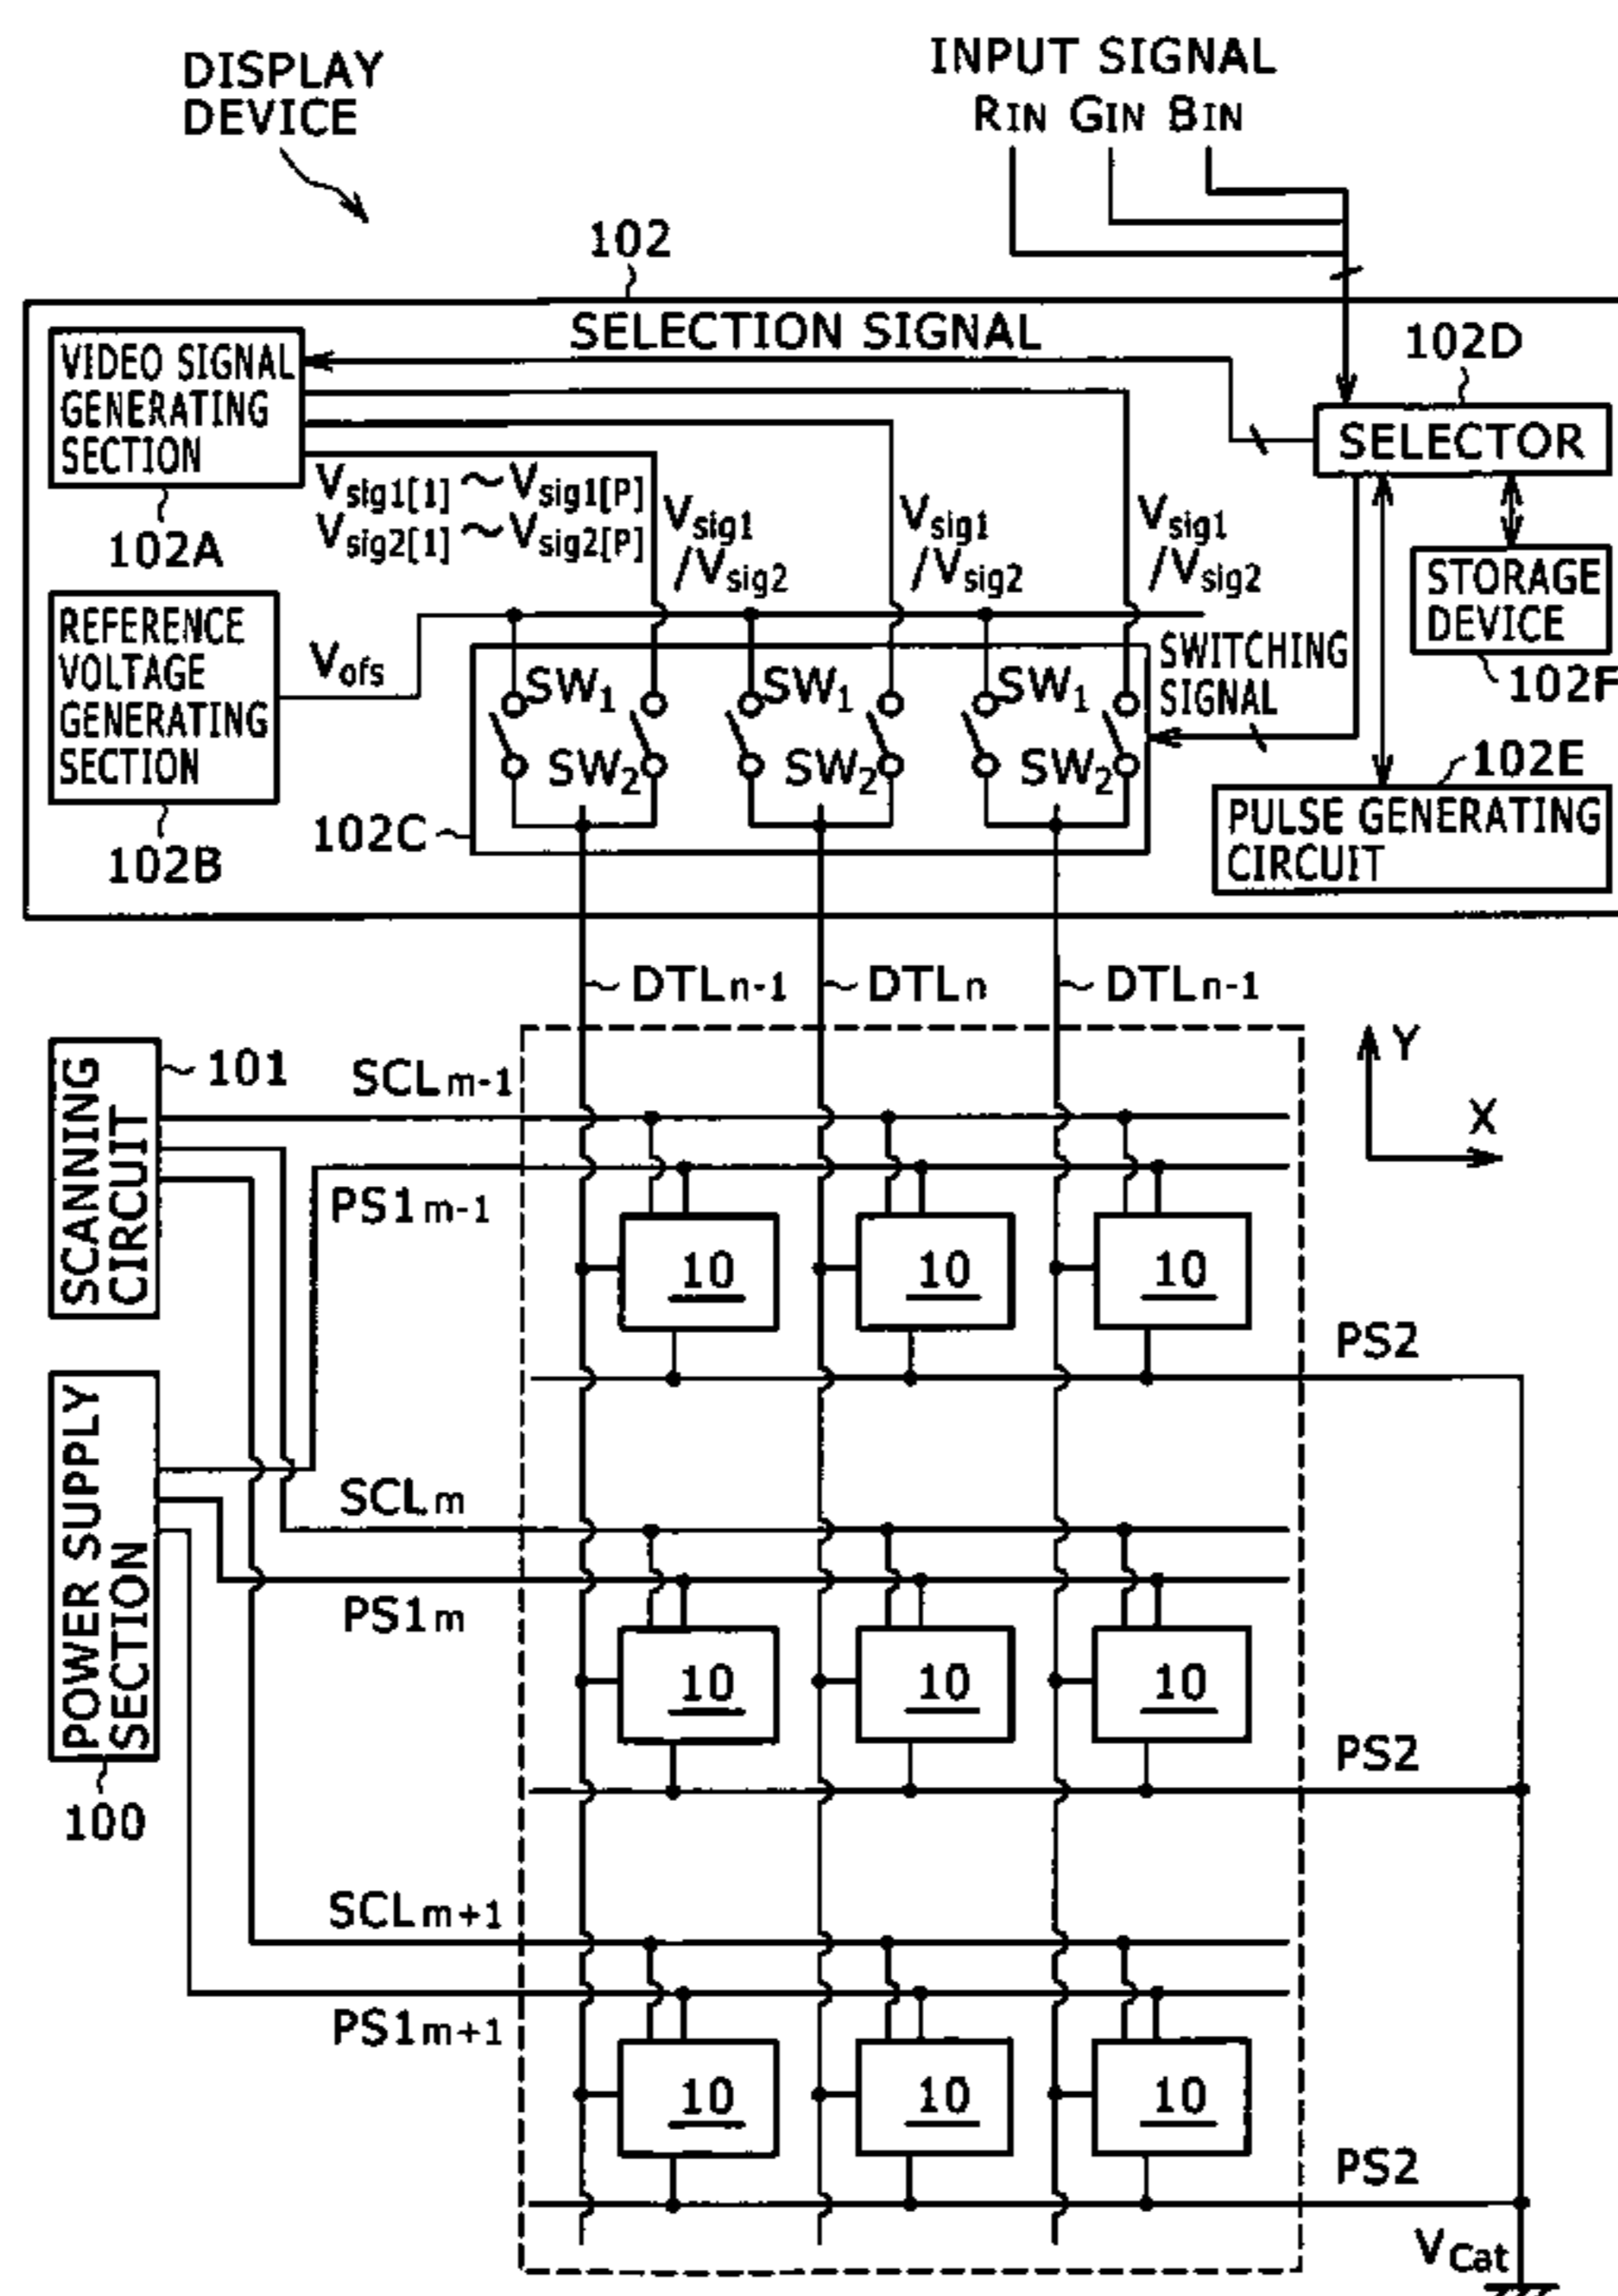 DISPLAY
DEVICE
INPUT SIGNAL
RIN GIN BIN
102
SELECTION SIGNAL
VIDEO SIGNAL
GENERATING
SECTION
102A
102D
SELECTOR
Vsig1[1] ~ Vsig1[P]
Vsig2[1] ~ Vsig2[P]
Vsig1
/Vsig2
Vsig1
/Vsig2
Vsig1
/Vsig2
STORAGE
DEVICE
102F
REFERENCE
VOLTAGE
GENERATING
SECTION
102B
Vofs
SW1
SW2
SW1
SW2
SW1
SW2
SWITCHING
SIGNAL
102C
102E
PULSE GENERATING
CIRCUIT
DTLn-1
DTLn
DTLn-1
SCANNING
CIRCUIT
101
SCLm-1
PS1m-1
Y
X
10
10
10
PS2
POWER SUPPLY
SECTION
100
SCLm
PS1m
10
10
10
PS2
SCLm+1
PS1m+1
10
10
10
PS2
VCat